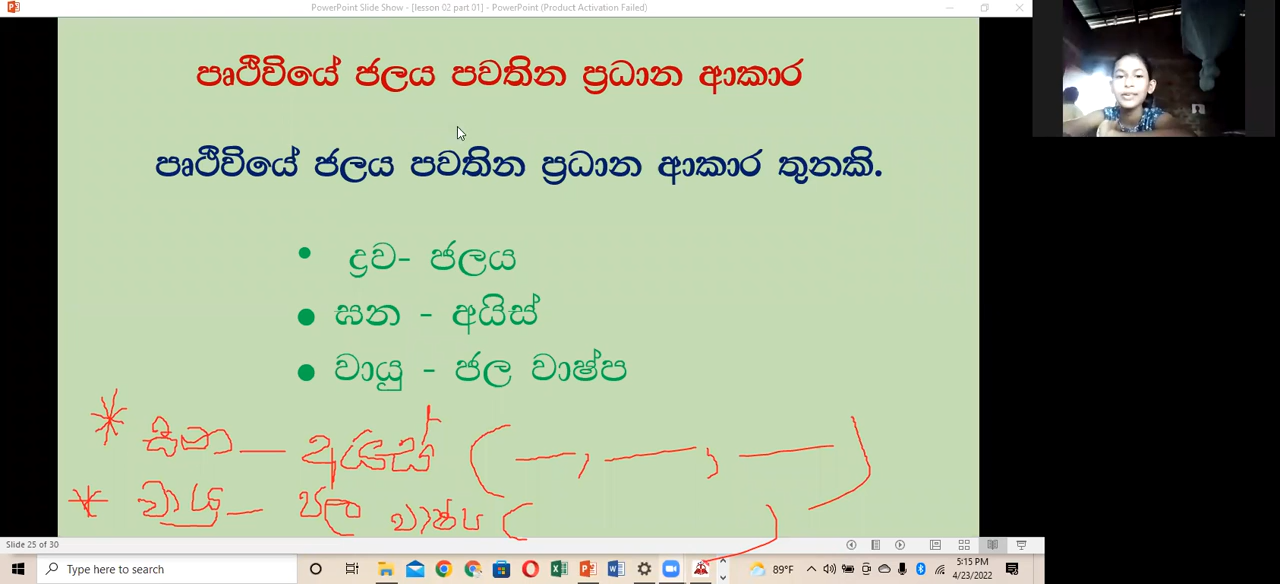 PowerPoint Slide Show - [lesson 02 part 01] - PowerPoint (Product Activation Failed)
පෘථිවියේ ජලය පවතින ප්‍රධාන ආකාර
පෘථිවියේ ජලය පවතින ප්‍රධාන ආකාර තුනකි.
• ද්‍රව- ජලය
• ඝන - අයිස්
• වායු - ජල වාෂ්ප
* ඝන — අයිස් ( — , — , — )
* වායු — ජල වාෂ්ප ( )
Slide 25 of 30
Type here to search
89°F
5:15 PM
4/23/2022